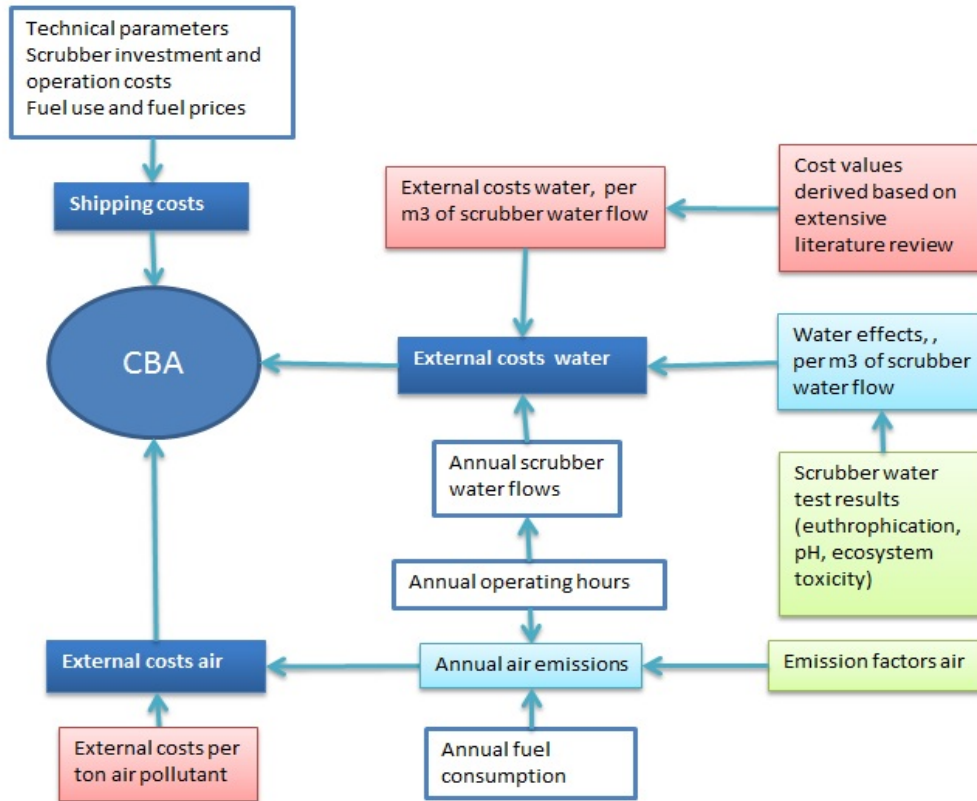 Technical parameters
Scrubber investment and
operation costs
Fuel use and fuel prices
Shipping costs
External costs water, per
m3 of scrubber water flow
Cost values
derived based on
extensive
literature review
CBA
External costs water
Water effects, ,
per m3 of scrubber
water flow
Annual scrubber
water flows
Scrubber water
test results
(euthrophication,
pH, ecosystem
toxicity)
Annual operating hours
External costs air
Annual air emissions
Emission factors air
External costs per
ton air pollutant
Annual fuel
consumption